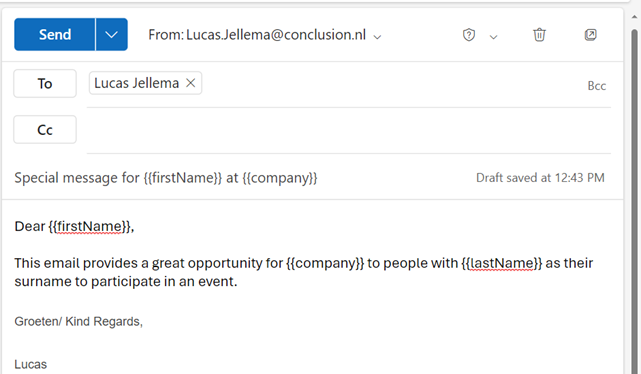 Send
From: Lucas.Jellema@conclusion.nl
To
Lucas Jellema
Bcc
Cc
Special message for {{firstName}} at {{company}}
Draft saved at 12:43 PM
Dear {{firstName}},
This email provides a great opportunity for {{company}} to people with {{lastName}} as their
surname to participate in an event.
Groeten/ Kind Regards,
Lucas